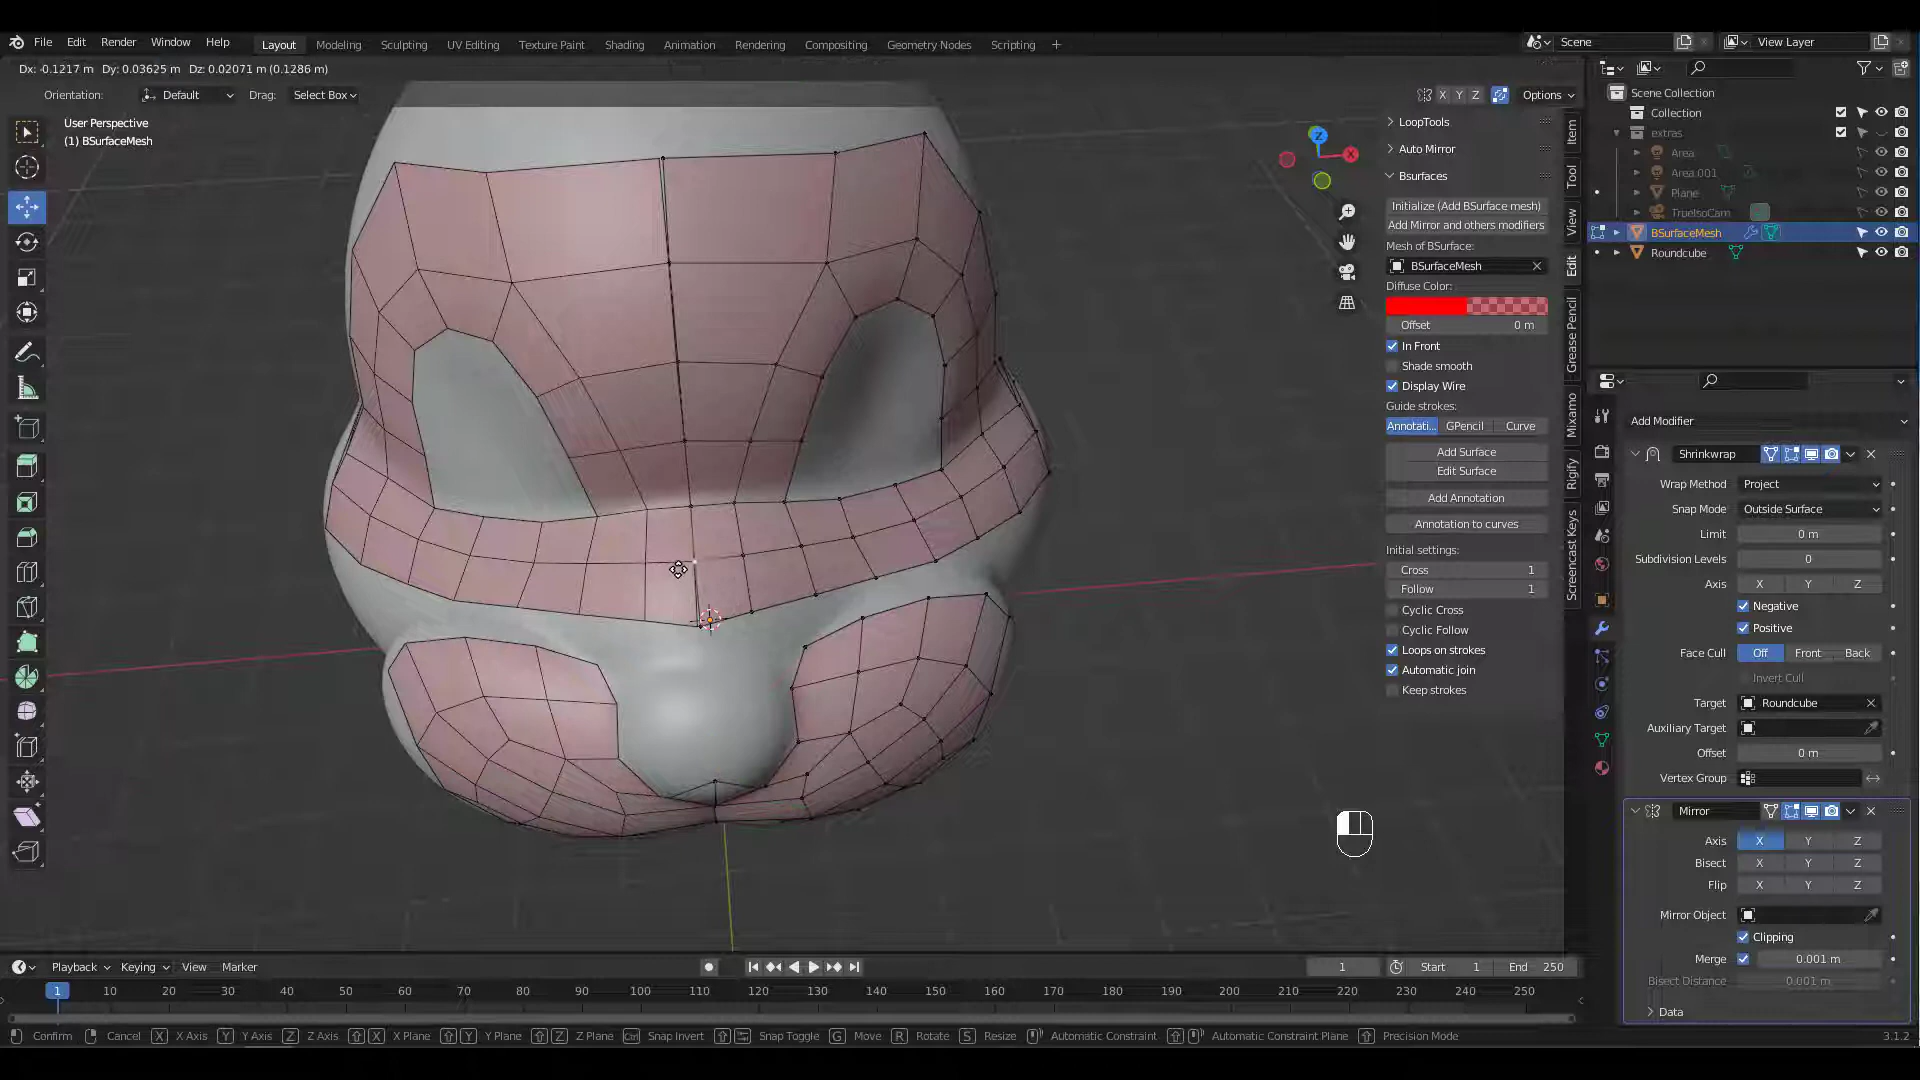 File Edit Render Window Help Layout Modeling Sculpting UV Editing Texture Paint Shading Animation Rendering Compositing Geometry Nodes Scripting + Scene View Layer
Dx: -0.1217 m Dy: 0.03625 m Dz: 0.02071 m (0.1286 m)
Orientation: Default Drag: Select Box X Y Z Options
User Perspective
(1) BSurfaceMesh
Z
X
LoopTools
Auto Mirror
Bsurfaces
Initialize (Add BSurface mesh)
Add Mirror and others modifiers
Mesh of BSurface:
BSurfaceMesh
Diffuse Color:
Offset 0 m
In Front
Shade smooth
Display Wire
Guide strokes:
Annotati... GPencil Curve
Add Surface
Edit Surface
Add Annotation
Annotation to curves
Initial settings:
Cross 1
Follow 1
Cyclic Cross
Cyclic Follow
Loops on strokes
Automatic join
Keep strokes
Item
Tool
View
Edit
Grease Pencil
Mixamo
Rigify
Screencast Keys
Scene Collection
Collection
extras
Area
Area.001
Plane
TrueIsoCam
BSurfaceMesh
Roundcube
Add Modifier
Shrinkwrap
Wrap Method Project
Snap Mode Outside Surface
Limit 0 m
Subdivision Levels 0
Axis X Y Z
Negative
Positive
Face Cull Off Front Back
Invert Cull
Target Roundcube
Auxiliary Target
Offset 0 m
Vertex Group
Mirror
Axis X Y Z
Bisect X Y Z
Flip X Y Z
Mirror Object
Clipping
Merge 0.001 m
Bisect Distance 0.001 m
Data
Playback Keying View Marker 1 Start 1 End 250
1 10 20 30 40 50 60 70 80 90 100 110 120 130 140 150 160 170 180 190 200 210 220 230 240 250
Confirm Cancel X X Axis Y Y Axis Z Z Axis X X Plane Y Y Plane Z Z Plane Ctrl Snap Invert Snap Toggle G Move R Rotate S Resize Automatic Constraint Automatic Constraint Plane Precision Mode 3.1.2